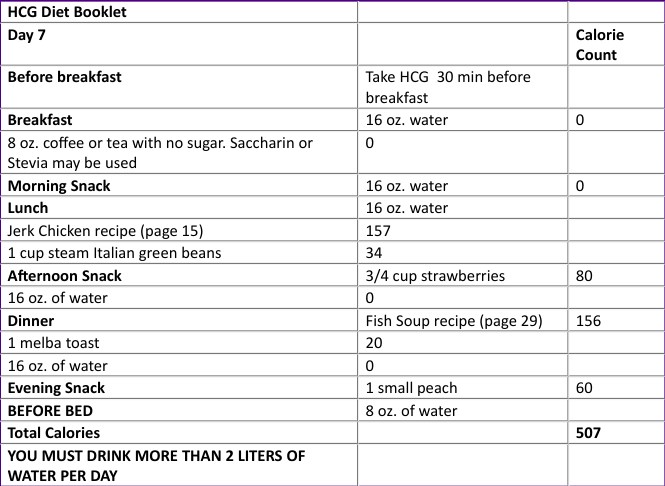 HCG Diet Booklet
Day 7 Calorie
Count
Before breakfast Take HCG  30 min before
breakfast
Breakfast 16 oz. water 0
8 oz. coffee or tea with no sugar. Saccharin or 0
Stevia may be used
Morning Snack 16 oz. water 0
Lunch 16 oz. water
Jerk Chicken recipe (page 15) 157
1 cup steam Italian green beans 34
Afternoon Snack 3/4 cup strawberries 80
16 oz. of water 0
Dinner Fish Soup recipe (page 29) 156
1 melba toast 20
16 oz. of water 0
Evening Snack 1 small peach 60
BEFORE BED 8 oz. of water
Total Calories 507
YOU MUST DRINK MORE THAN 2 LITERS OF
WATER PER DAY